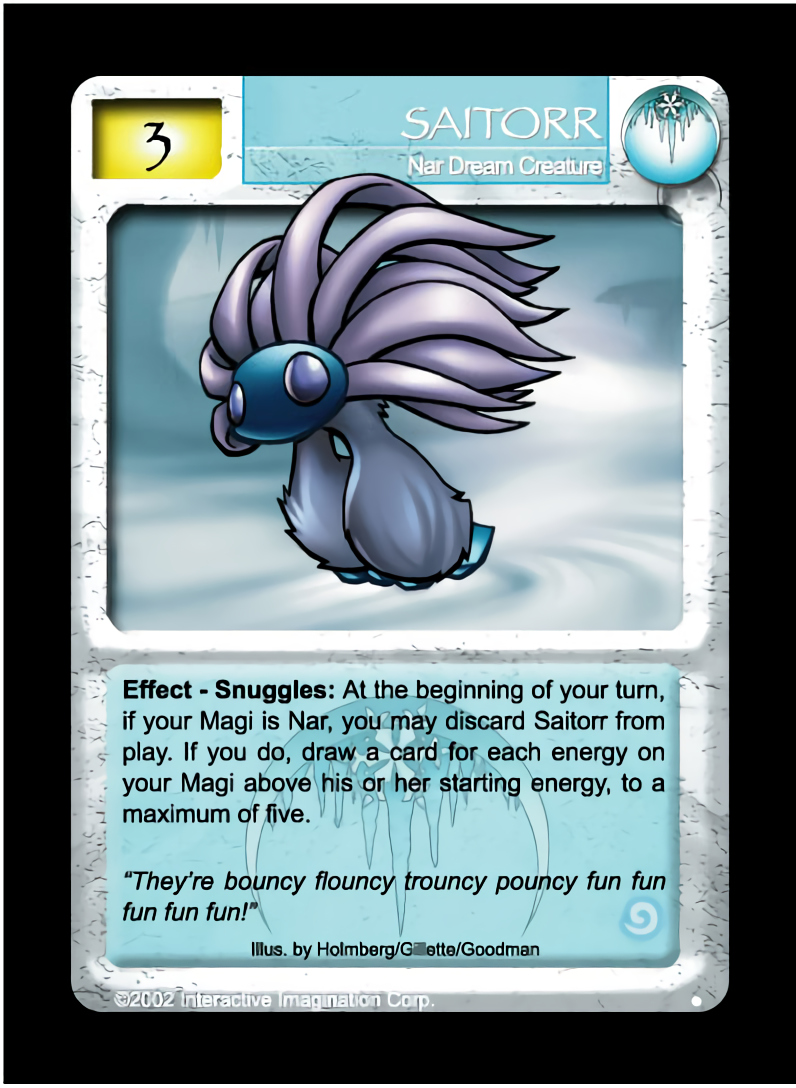 3
SAITORR
Nar Dream Creature
Effect - Snuggles: At the beginning of your turn,
if your Magi is Nar, you may discard Saitorr from
play. If you do, draw a card for each energy on
your Magi above his or her starting energy, to a
maximum of five.
"They're bouncy flouncy trouncy pouncy fun fun
fun fun fun!"
Illus. by Holmberg/ /Goodman
©2002 Interactive Imagination Corp.